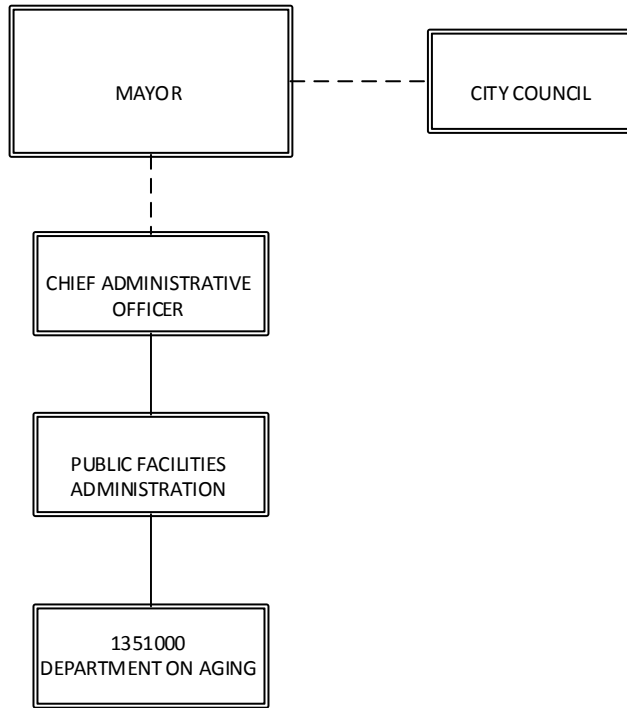 MAYOR
CITY COUNCIL
CHIEF ADMINISTRATIVE
OFFICER
PUBLIC FACILITIES
ADMINISTRATION
1351000
DEPARTMENT ON AGING